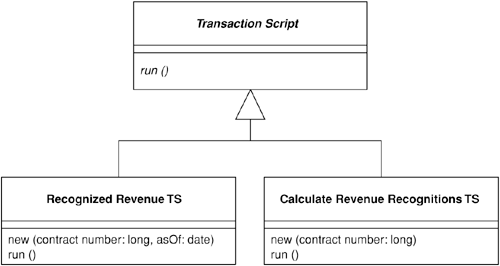 Transaction Script
run ()
Recognized Revenue TS
new (contract number: long, asOf: date)
run ()
Calculate Revenue Recognitions TS
new (contract number: long)
run ()